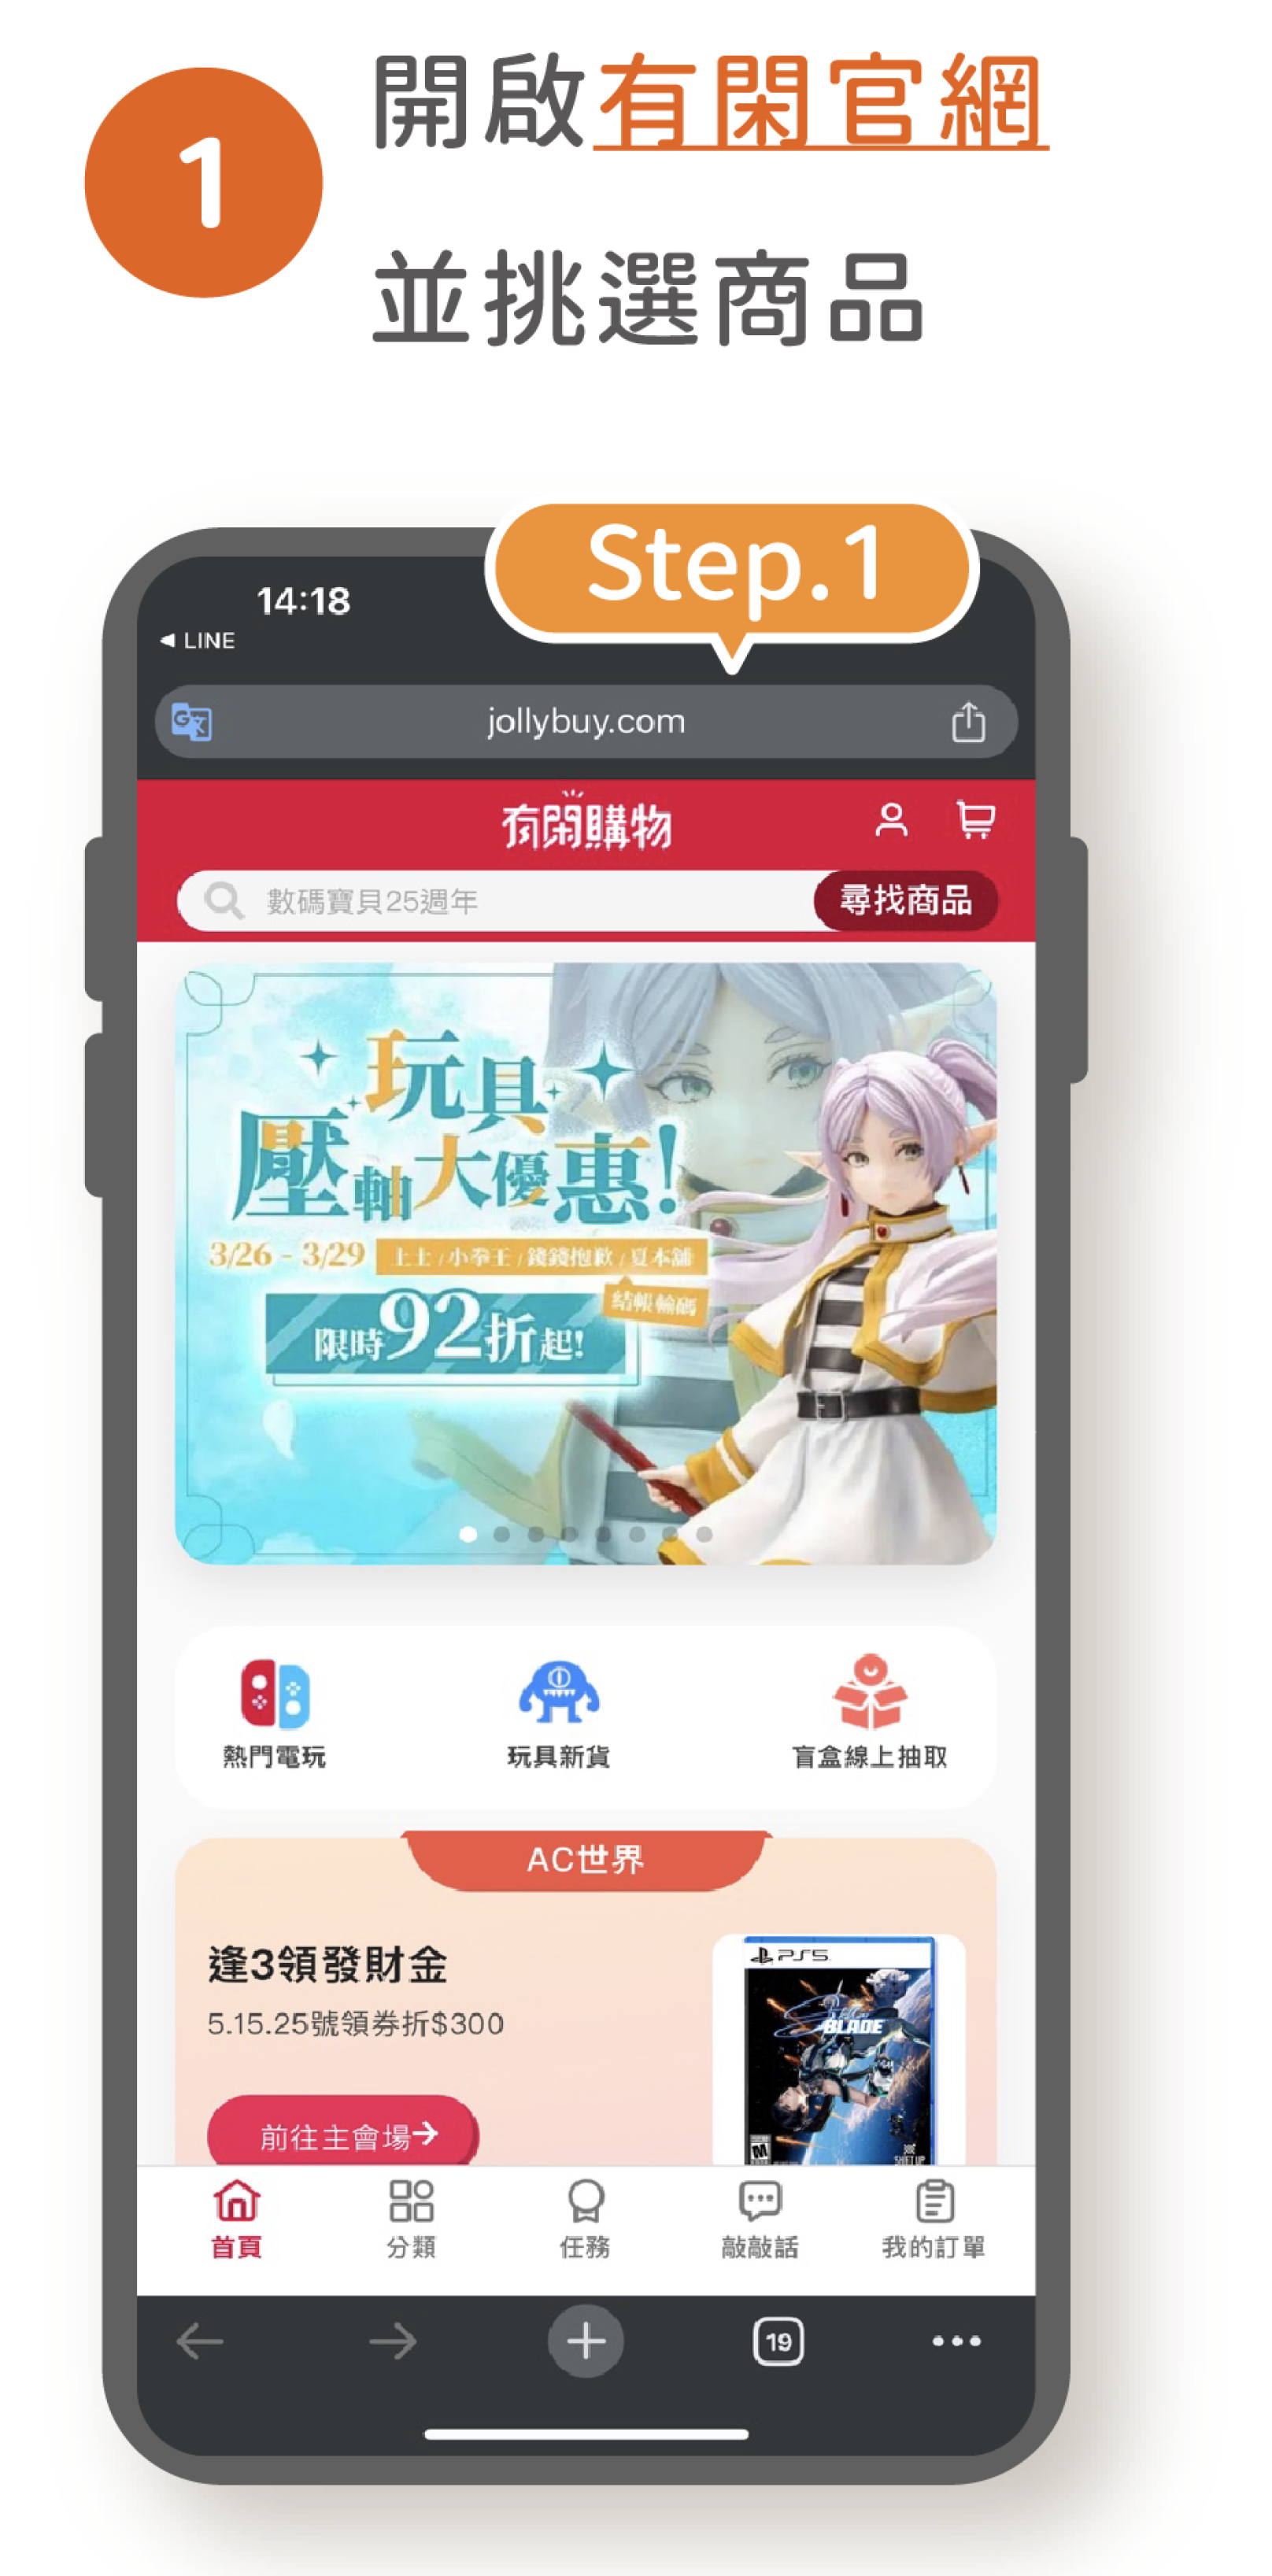 1
開啟有閑官網
並挑選商品
Step.1
14:18
◀ LINE
jollybuy.com
有閑購物
數碼寶貝25週年
尋找商品
玩具
壓軸大優惠!
3/26 - 3/29
上士/小拳王/錢錢抱歉/夏本舖
結帳輸碼
限時92折起!
熱門電玩
玩具新貨
盲盒線上抽取
AC世界
逢3領發財金
5.15.25號領券折$300
PS5
BLADE
前往主會場→
M
SHIFT UP
首頁
分類
任務
敲敲話
我的訂單
19